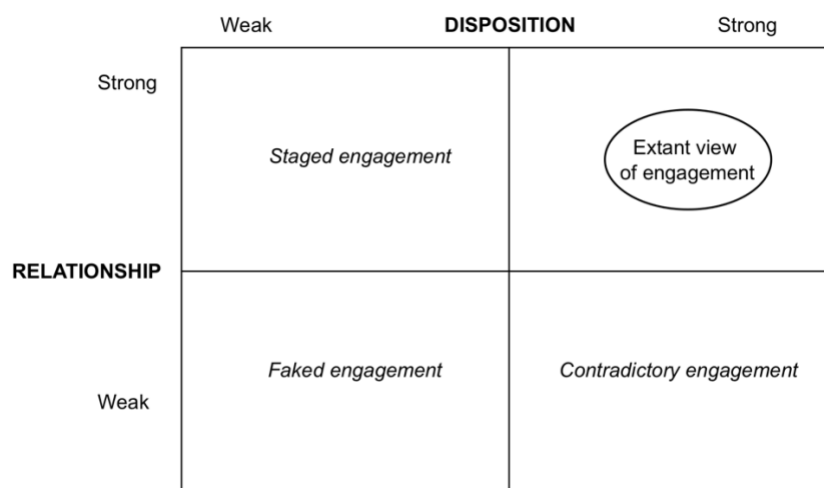 Weak DISPOSITION Strong
Strong
Staged engagement
Extant view
of engagement
RELATIONSHIP
Faked engagement Contradictory engagement
Weak